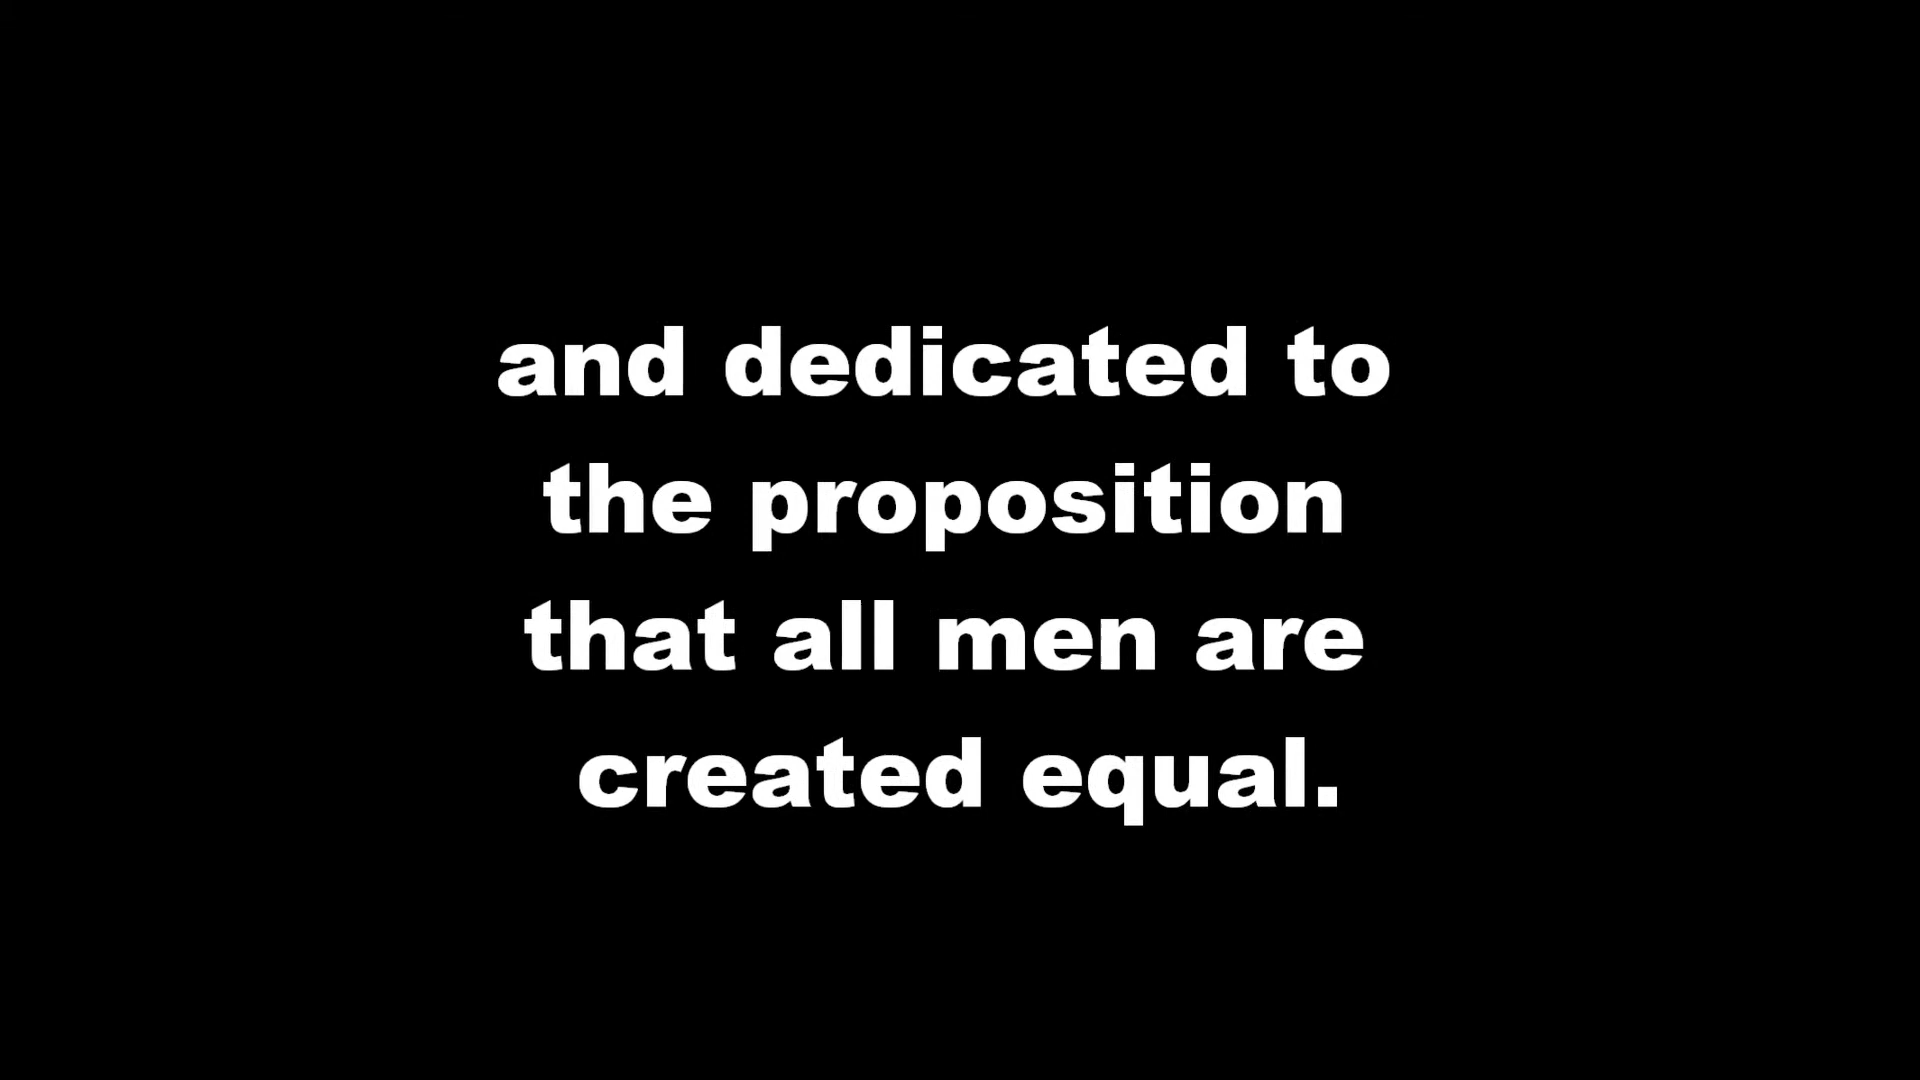 and dedicated to
the proposition
that all men are
created equal.